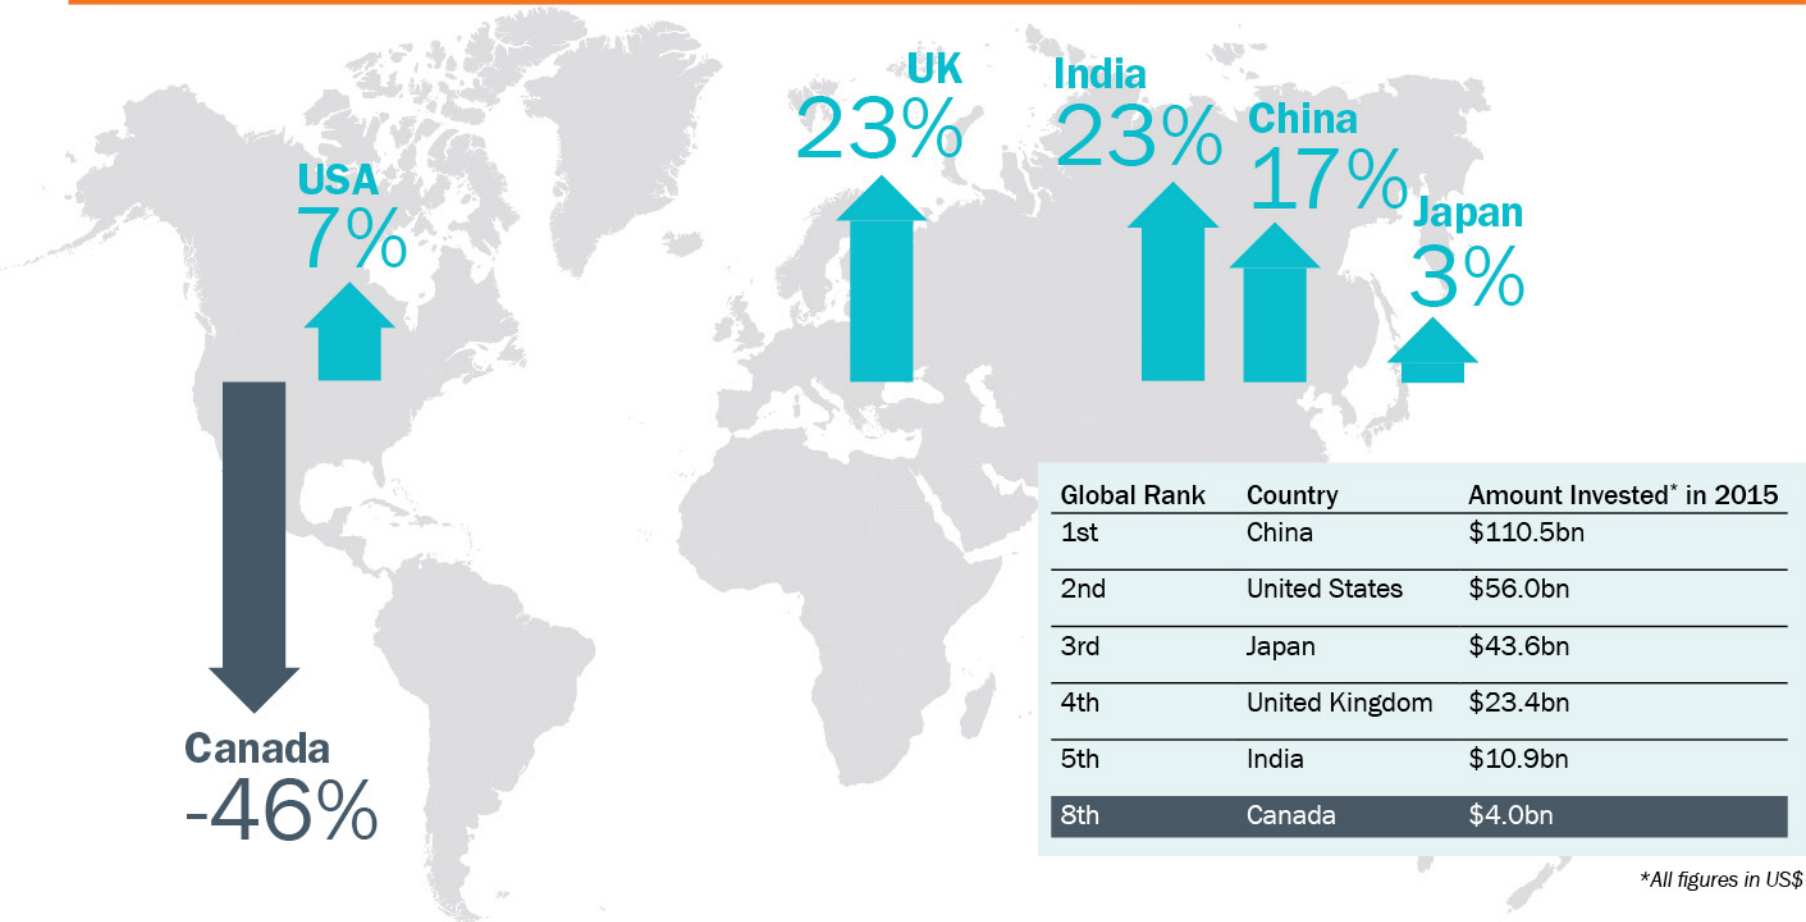 USA
7%
UK
23%
India
23%
China
17%
Japan
3%
Canada
-46%
Global Rank Country Amount Invested* in 2015
1st China $110.5bn
2nd United States $56.0bn
3rd Japan $43.6bn
4th United Kingdom $23.4bn
5th India $10.9bn
8th Canada $4.0bn
*All figures in US$